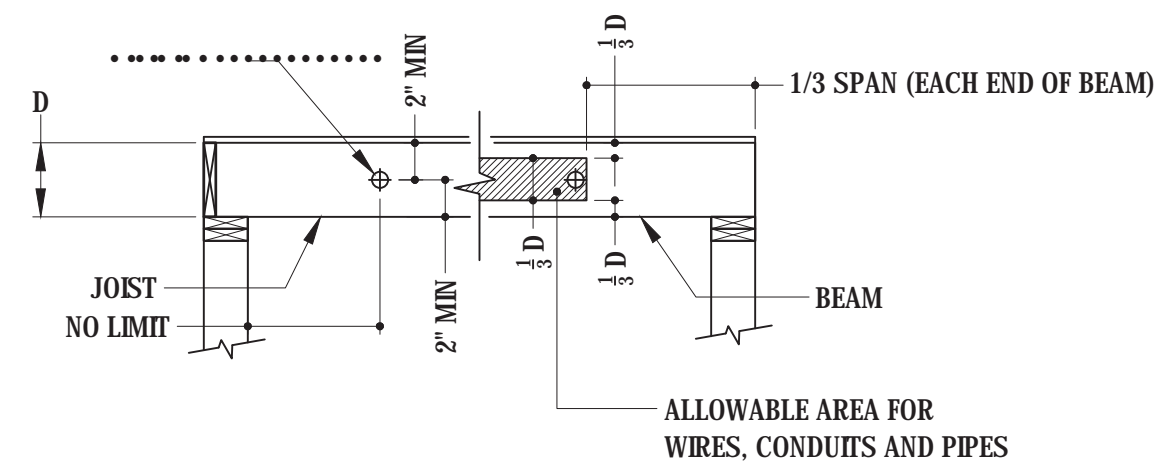 1/3 D
2" MIN
1/3 SPAN (EACH END OF BEAM)
D
1/3 D
1/3 D
2" MIN
JOIST
NO LIMIT
BEAM
ALLOWABLE AREA FOR
WIRES, CONDUITS AND PIPES